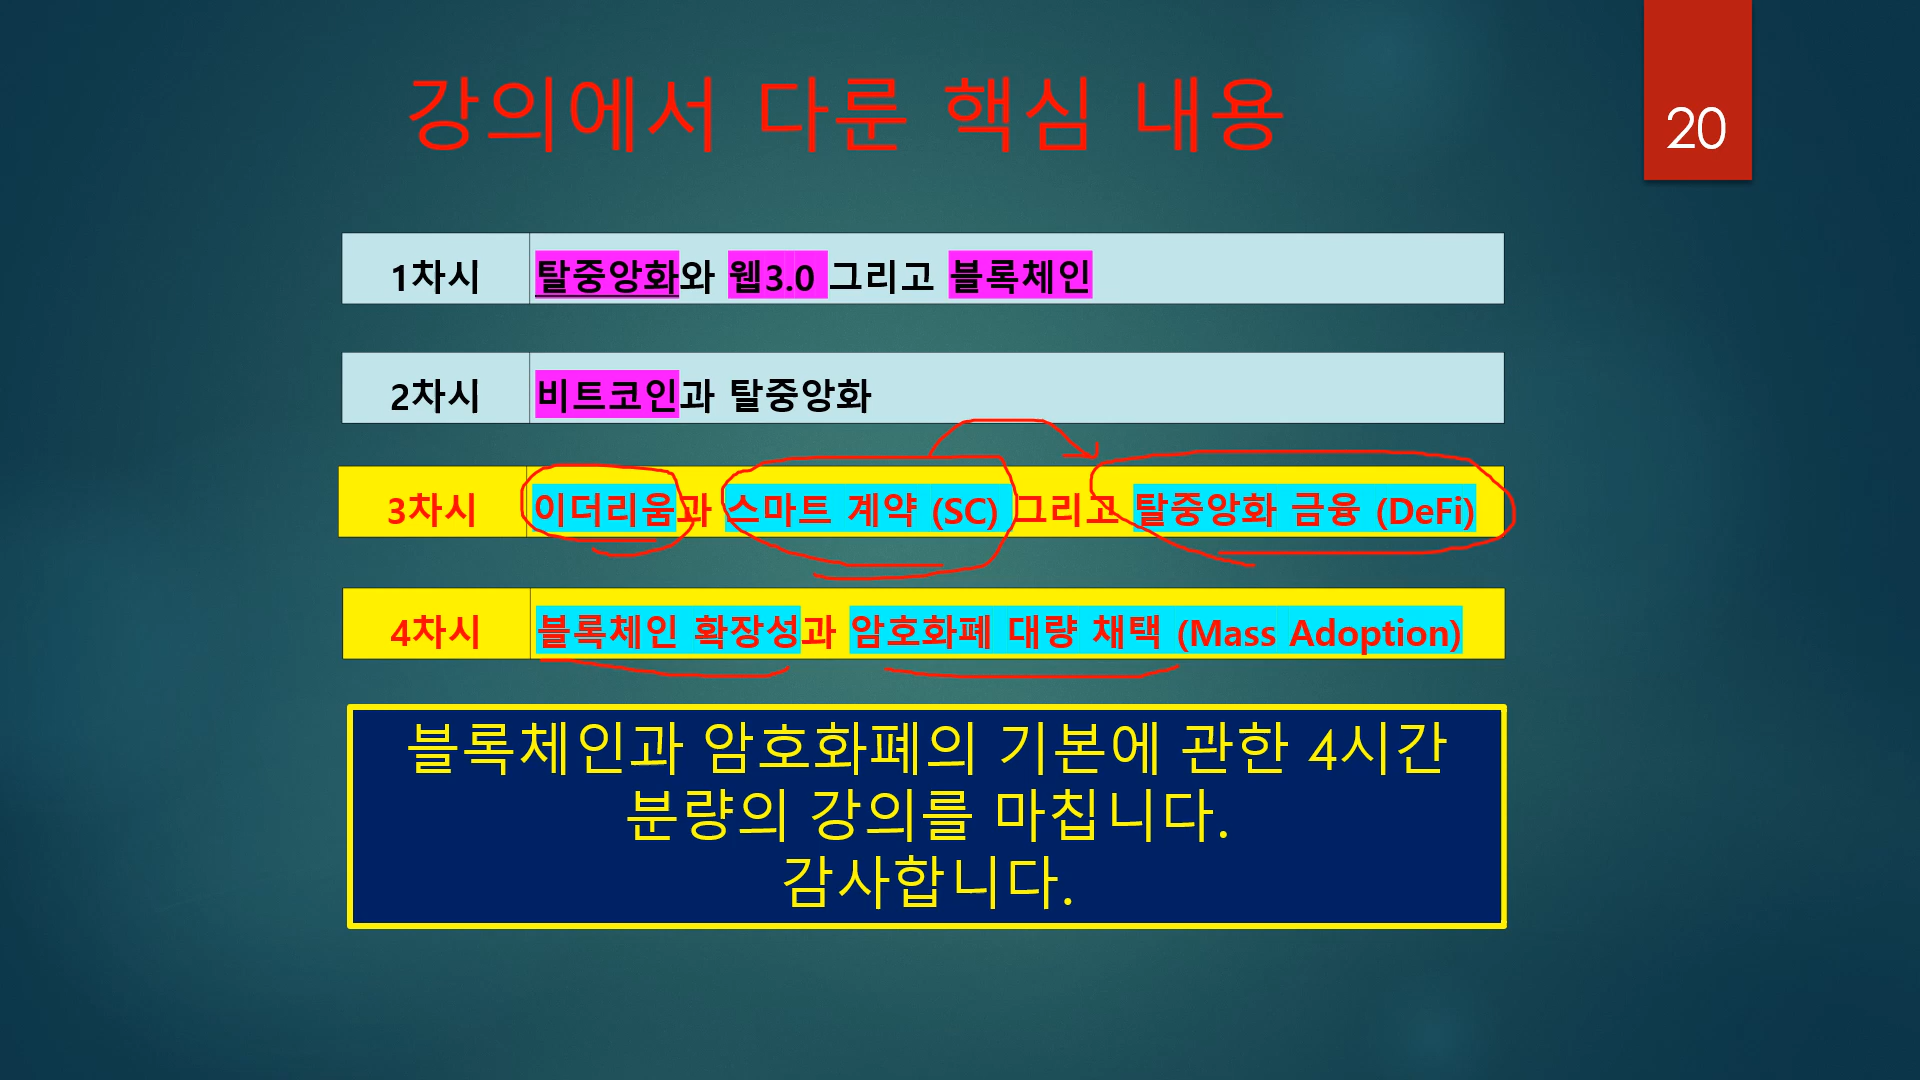 강의에서 다룬 핵심 내용
20
1차시 탈중앙화와 웹3.0 그리고 블록체인
2차시 비트코인과 탈중앙화
3차시 이더리움과 스마트 계약 (SC) 그리고 탈중앙화 금융 (DeFi)
4차시 블록체인 확장성과 암호화폐 대량 채택 (Mass Adoption)
블록체인과 암호화폐의 기본에 관한 4시간
분량의 강의를 마칩니다.
감사합니다.